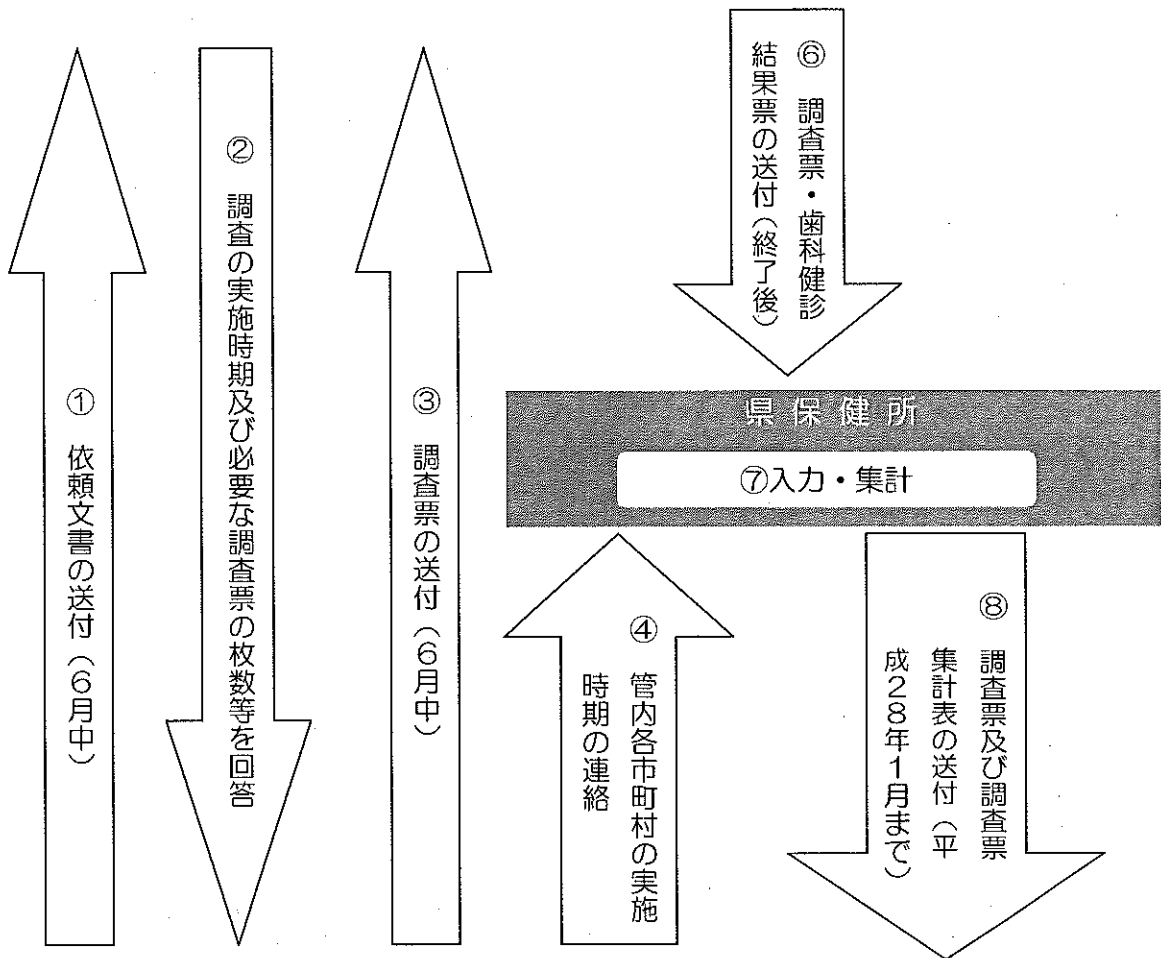 ① 依頼文書の送付（６月中）
② 調査の実施時期及び必要な調査票の枚数等を回答
③ 調査票の送付（６月中）
⑥ 調査票・歯科健診
結果票の送付（終了後）
県保健所
⑦入力・集計
④ 管内各市町村の実施
時期の連絡
⑧ 調査票及び調査票
集計表の送付（平
成２８年１月まで）